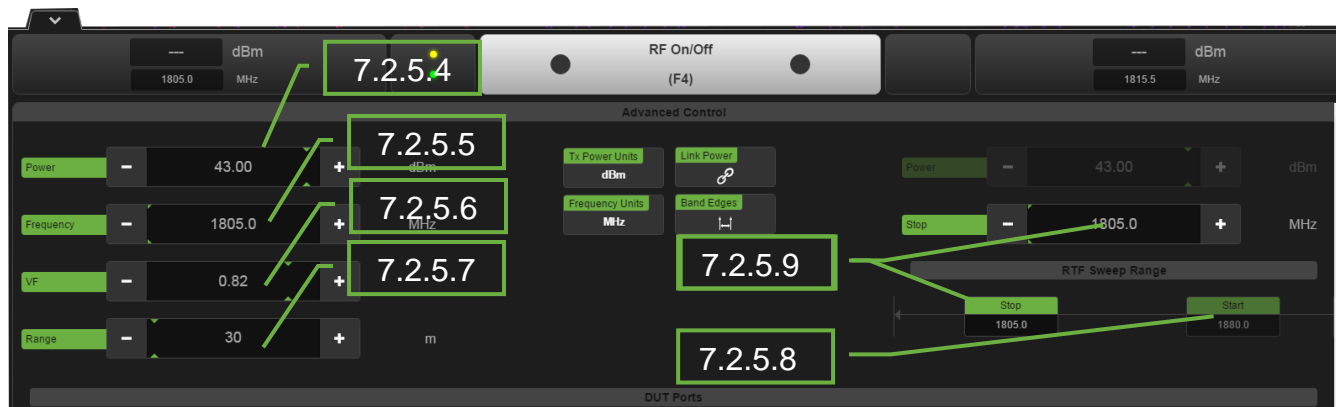 --- dBm
1805.0 MHz
7.2.5.4
RF On/Off
(F4)
--- dBm
1815.5 MHz
Advanced Control
Power − 43.00 + dBm
7.2.5.5
Tx Power Units
dBm
Link Power
Power − 43.00 + dBm
Frequency − 1805.0 + MHz
7.2.5.6
Frequency Units
MHz
Band Edges
Stop − 1805.0 + MHz
VF − 0.82 +
7.2.5.7
7.2.5.9
RTF Sweep Range
Stop
1805.0
Start
1880.0
Range − 30 + m
7.2.5.8
DUT Ports